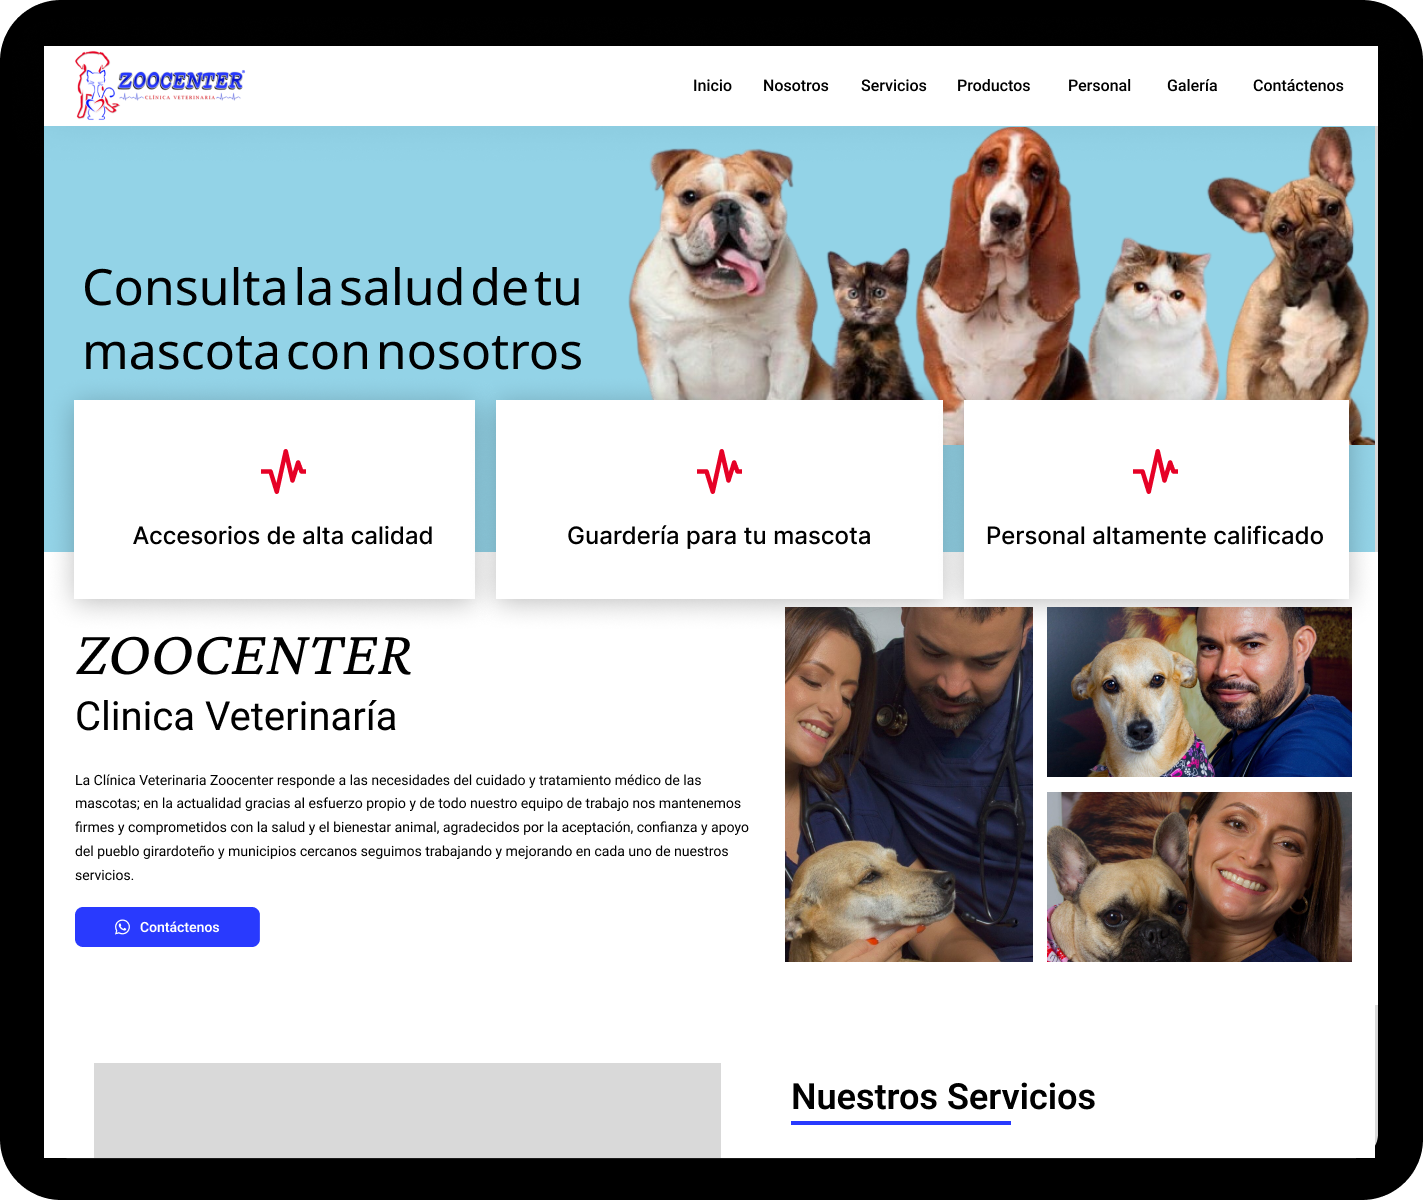 ZOOCENTER
CLÍNICA VETERINARIA
Inicio Nosotros Servicios Productos Personal Galería Contáctenos
Consulta la salud de tu
mascota con nosotros
Accesorios de alta calidad
Guardería para tu mascota
Personal altamente calificado
ZOOCENTER
Clinica Veterinaría
La Clínica Veterinaria Zoocenter responde a las necesidades del cuidado y tratamiento médico de las
mascotas; en la actualidad gracias al esfuerzo propio y de todo nuestro equipo de trabajo nos mantenemos
firmes y comprometidos con la salud y el bienestar animal, agradecidos por la aceptación, confianza y apoyo
del pueblo girardoteño y municipios cercanos seguimos trabajando y mejorando en cada uno de nuestros
servicios.
Contáctenos
Nuestros Servicios